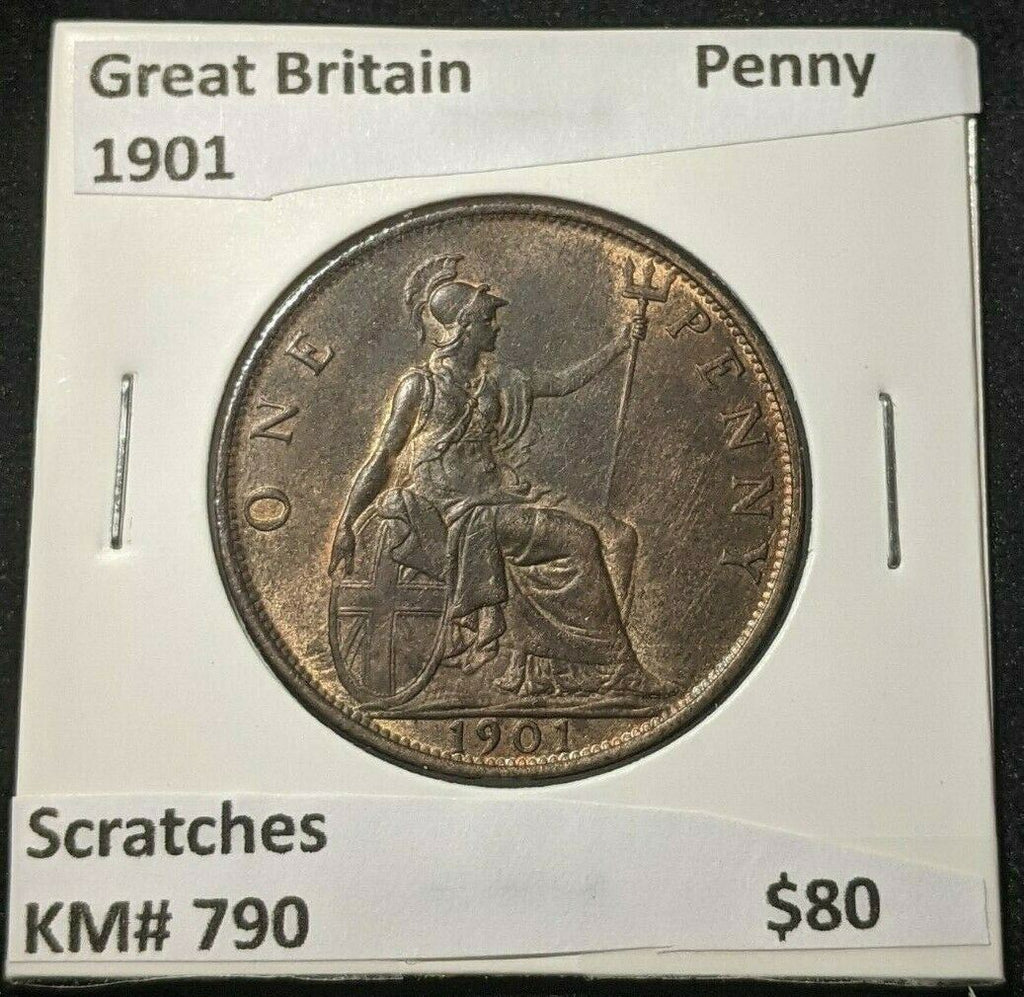 Great Britain Penny
1901
ONE PENNY
1901
Scratches
KM# 790 $80